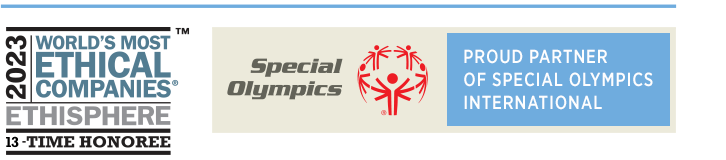 2023
WORLD'S MOST
ETHICAL
COMPANIES®
™
ETHISPHERE
13-TIME HONOREE
Special
Olympics
®
PROUD PARTNER
OF SPECIAL OLYMPICS
INTERNATIONAL